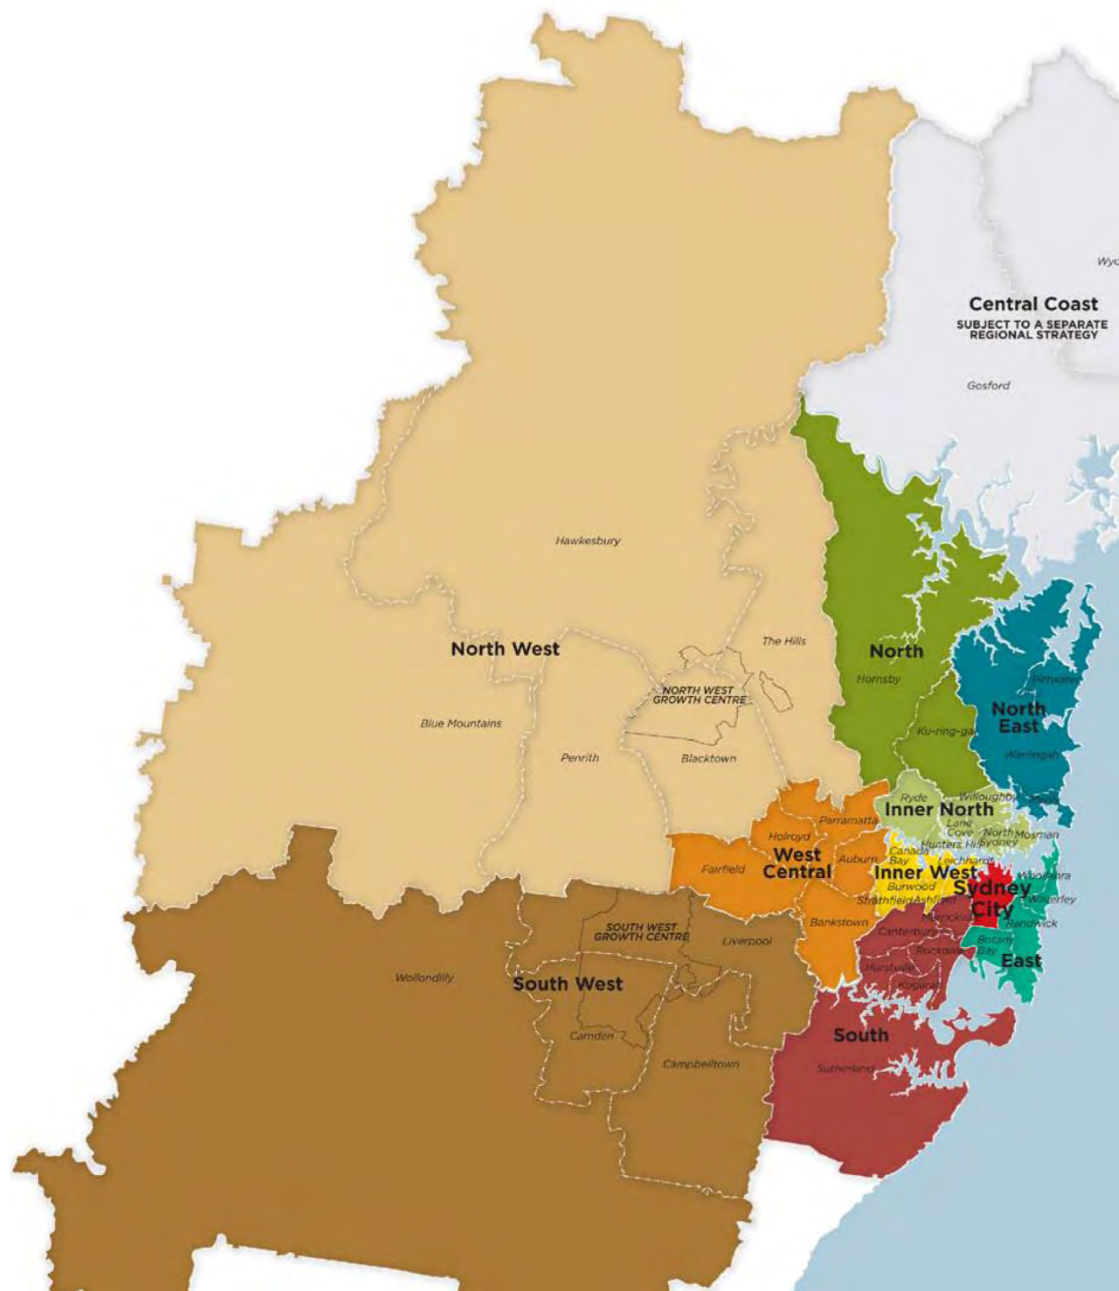 Wyo
Central Coast
SUBJECT TO A SEPARATE
REGIONAL STRATEGY
Gosford
Hawkesbury
North West
The Hills
North
Hornsby
Pittwater
NORTH WEST
GROWTH CENTRE
North
East
Blue Mountains
Ku-ring-gai
Penrith
Blacktown
Warringah
Ryde
Willoughby
Inner North
Parramatta
Lane
Cove
North
Sydney
Mosman
Holroyd
Hunters Hill
Canada
Bay
West
Central
Auburn
Leichhardt
Fairfield
Inner West
Woollahra
Burwood
Sydney
City
Strathfield
Ashfield
Waverley
Bankstown
Marrickville
Randwick
SOUTH WEST
GROWTH CENTRE
Canterbury
Liverpool
Botany
Bay
Rockdale
East
Wollondilly
Hurstville
South West
Kogarah
Camden
South
Campbelltown
Sutherland